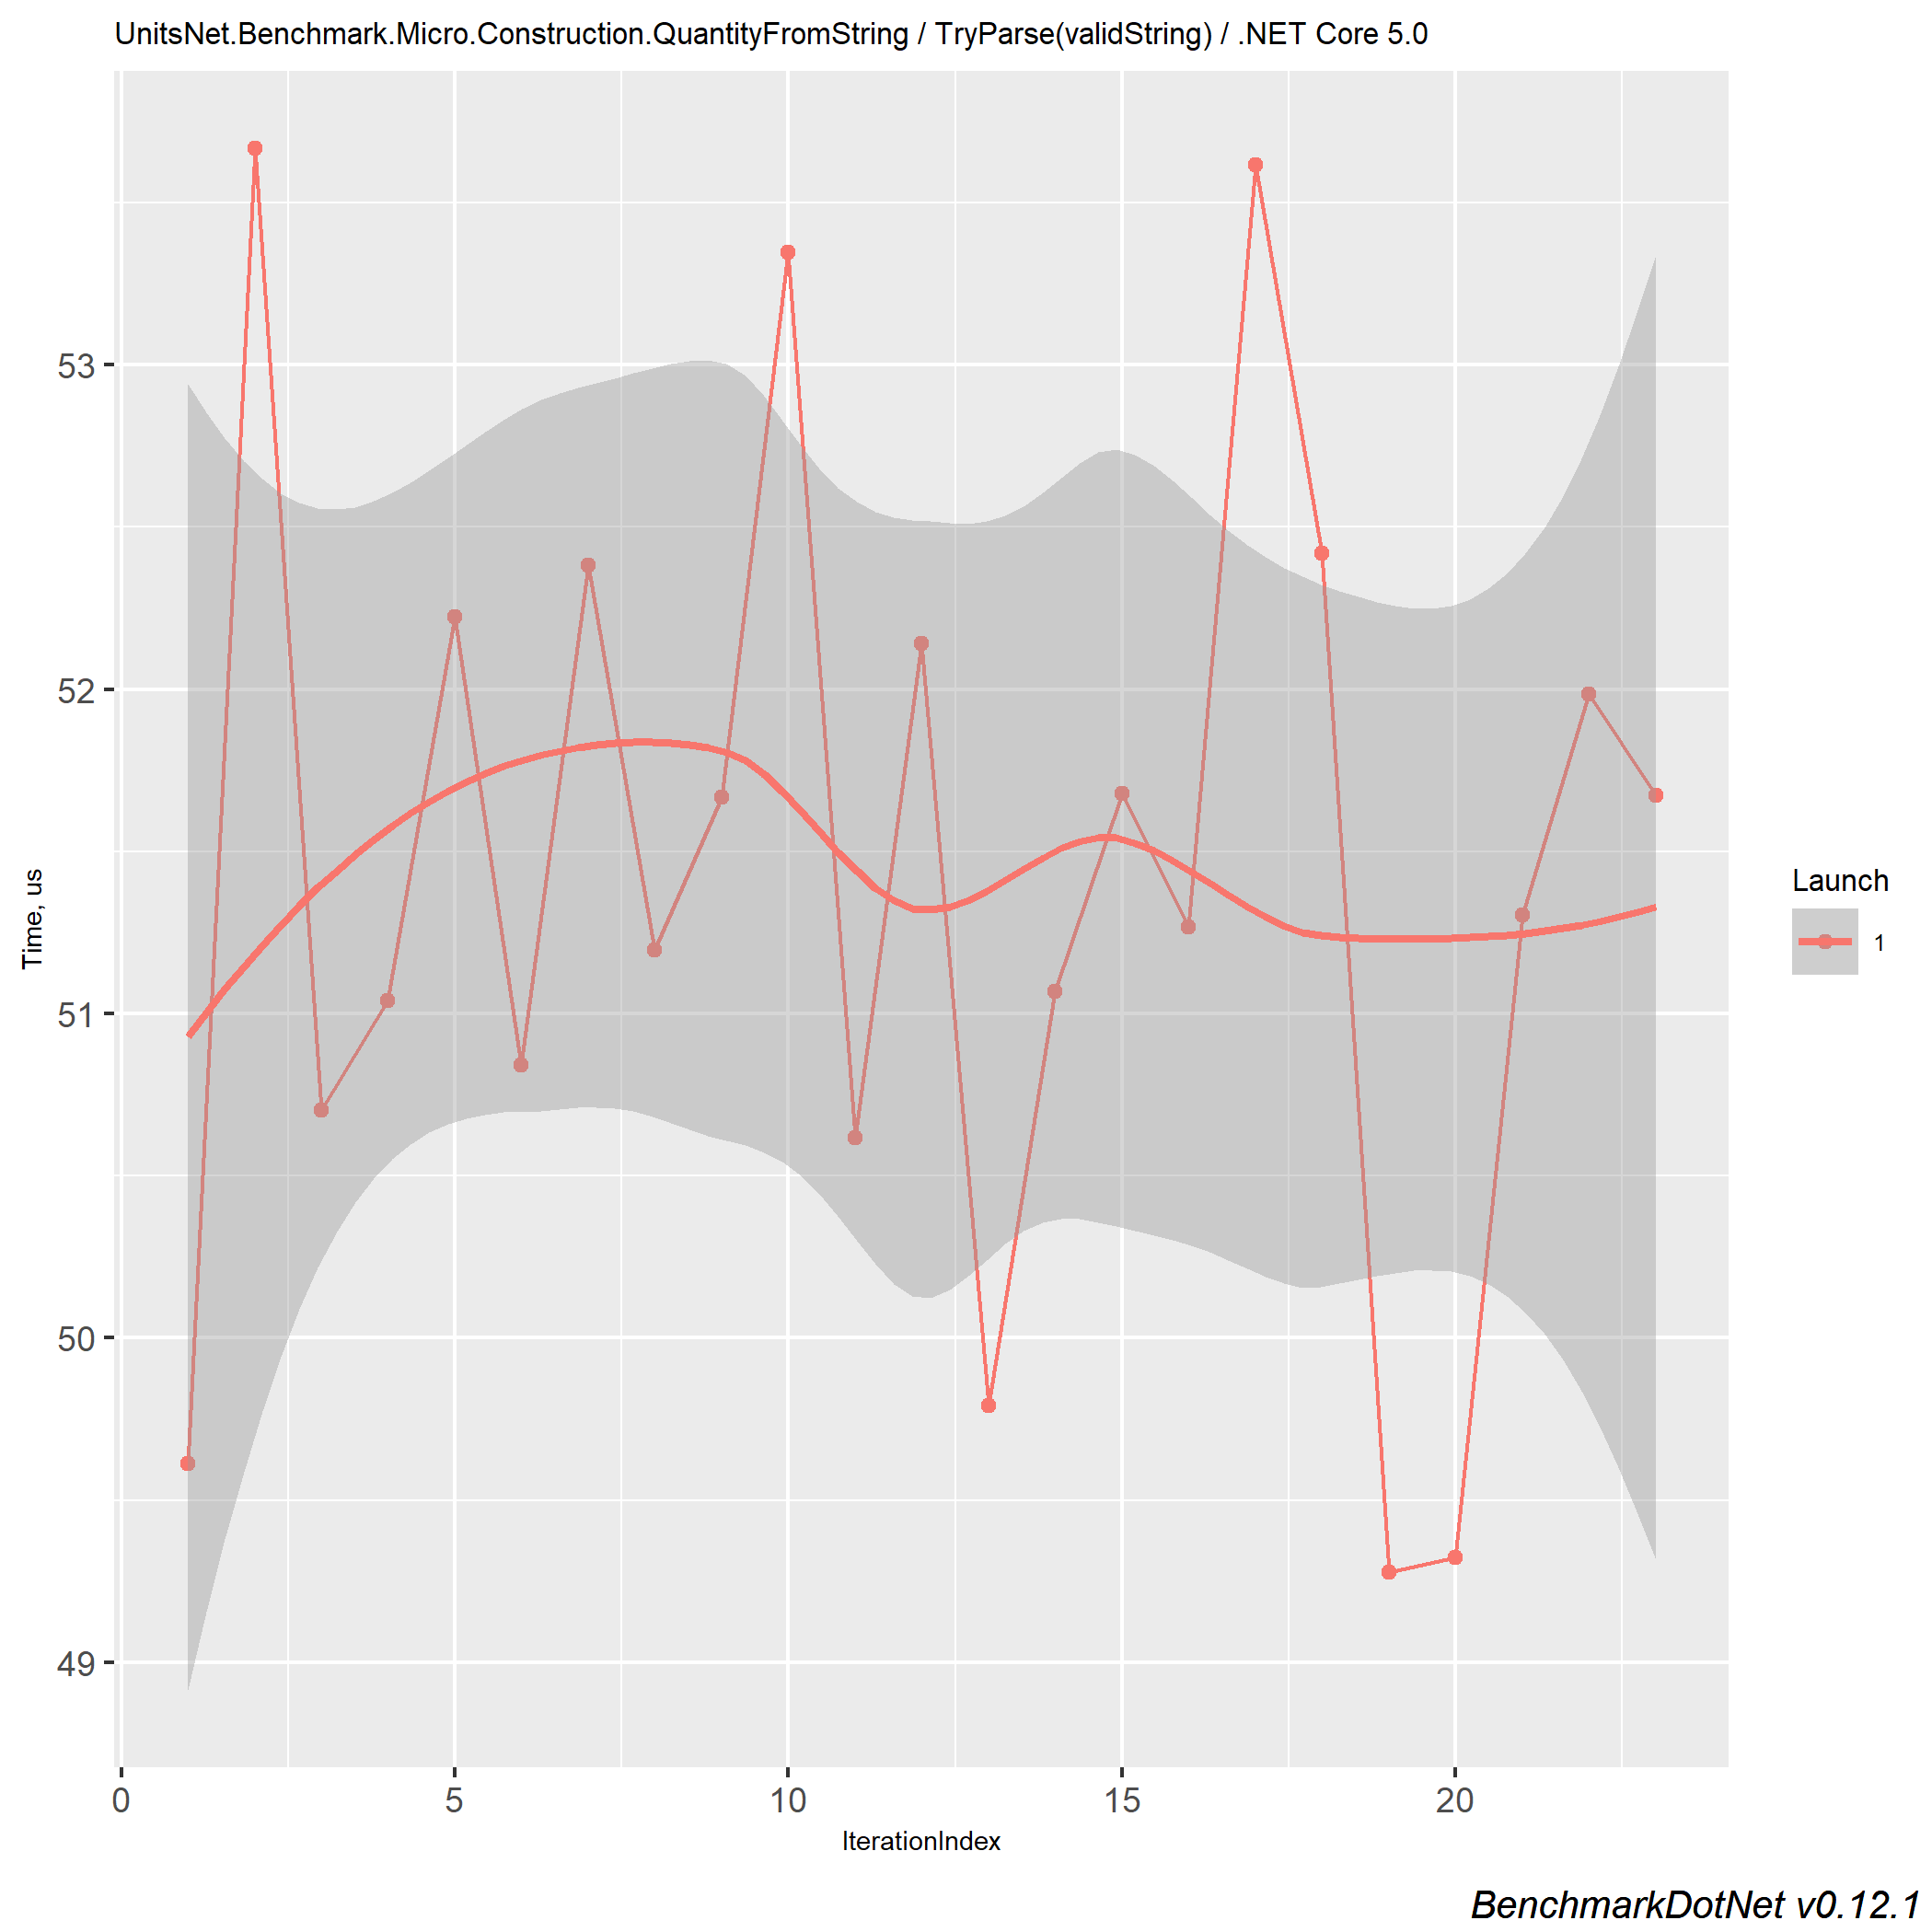 UnitsNet.Benchmark.Micro.Construction.QuantityFromString / TryParse(validString) / .NET Core 5.0
53
52
51
50
49
Time, us
0 5 10 15 20
IterationIndex
Launch
1
BenchmarkDotNet v0.12.1